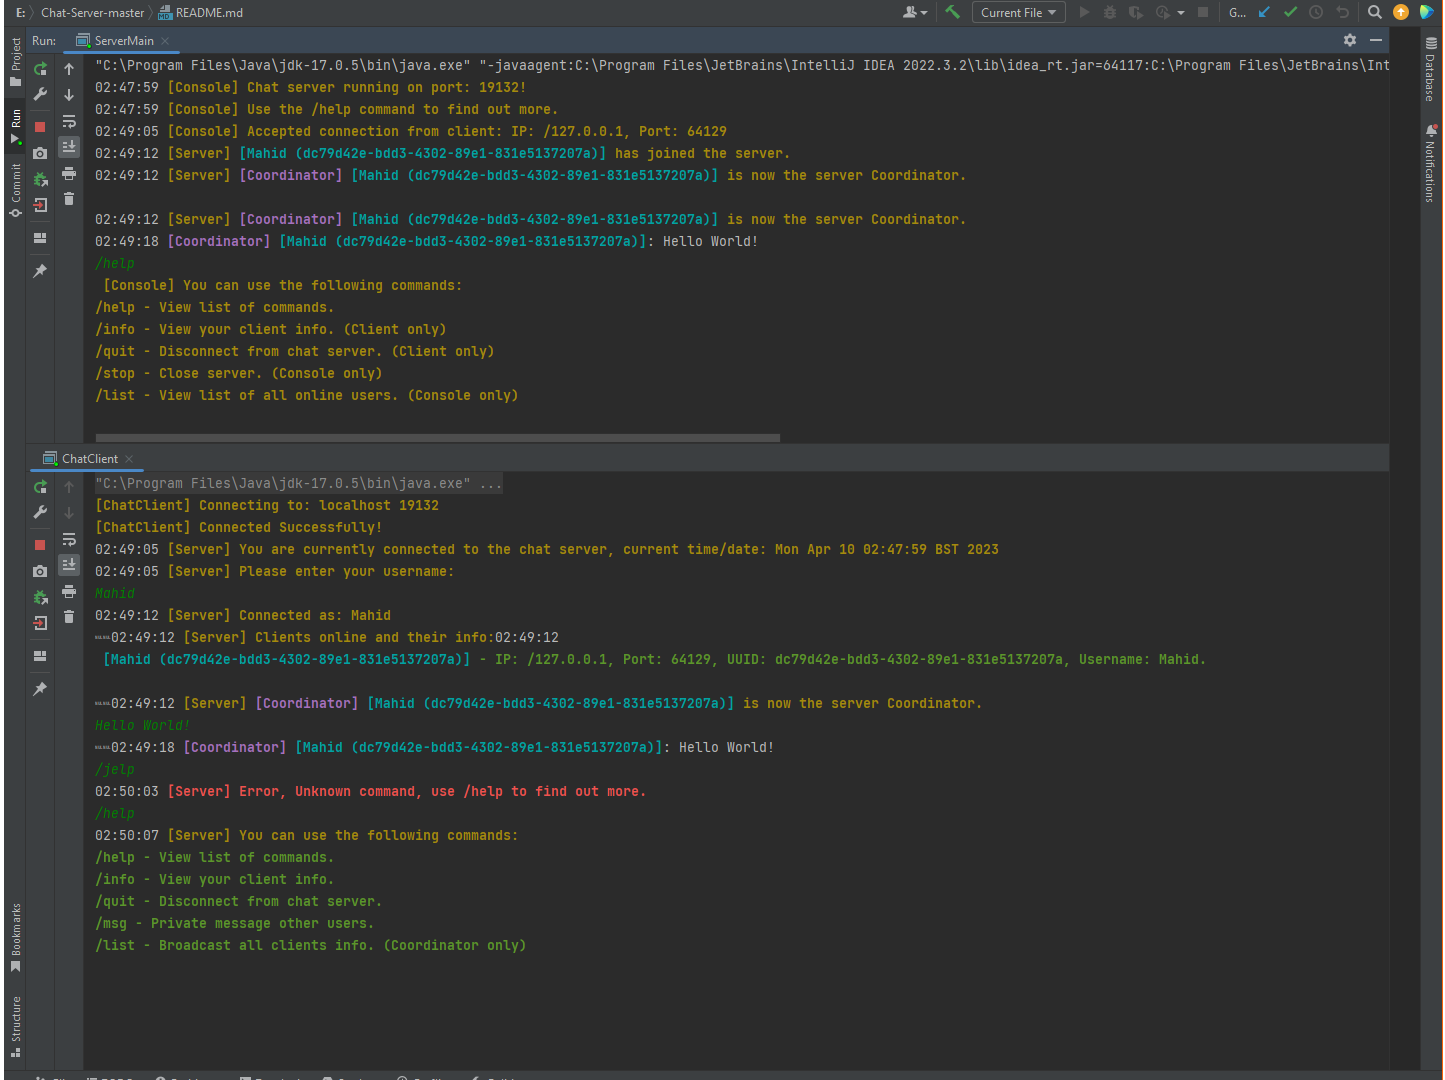 E: Chat-Server-master README.md Current File G...
Run: ServerMain
"C:\Program Files\Java\jdk-17.0.5\bin\java.exe" "-javaagent:C:\Program Files\JetBrains\IntelliJ IDEA 2022.3.2\lib\idea_rt.jar=64117:C:\Program Files\JetBrains\Int
02:47:59 [Console] Chat server running on port: 19132!
02:47:59 [Console] Use the /help command to find out more.
02:49:05 [Console] Accepted connection from client: IP: /127.0.0.1, Port: 64129
02:49:12 [Server] [Mahid (dc79d42e-bdd3-4302-89e1-831e5137207a)] has joined the server.
02:49:12 [Server] [Coordinator] [Mahid (dc79d42e-bdd3-4302-89e1-831e5137207a)] is now the server Coordinator.
02:49:12 [Server] [Coordinator] [Mahid (dc79d42e-bdd3-4302-89e1-831e5137207a)] is now the server Coordinator.
02:49:18 [Coordinator] [Mahid (dc79d42e-bdd3-4302-89e1-831e5137207a)]: Hello World!
/help
[Console] You can use the following commands:
/help - View list of commands.
/info - View your client info. (Client only)
/quit - Disconnect from chat server. (Client only)
/stop - Close server. (Console only)
/list - View list of all online users. (Console only)
ChatClient
"C:\Program Files\Java\jdk-17.0.5\bin\java.exe" ...
[ChatClient] Connecting to: localhost 19132
[ChatClient] Connected Successfully!
02:49:05 [Server] You are currently connected to the chat server, current time/date: Mon Apr 10 02:47:59 BST 2023
02:49:05 [Server] Please enter your username:
Mahid
02:49:12 [Server] Connected as: Mahid
02:49:12 [Server] Clients online and their info:02:49:12
[Mahid (dc79d42e-bdd3-4302-89e1-831e5137207a)] - IP: /127.0.0.1, Port: 64129, UUID: dc79d42e-bdd3-4302-89e1-831e5137207a, Username: Mahid.
02:49:12 [Server] [Coordinator] [Mahid (dc79d42e-bdd3-4302-89e1-831e5137207a)] is now the server Coordinator.
Hello World!
02:49:18 [Coordinator] [Mahid (dc79d42e-bdd3-4302-89e1-831e5137207a)]: Hello World!
/jelp
02:50:03 [Server] Error, Unknown command, use /help to find out more.
/help
02:50:07 [Server] You can use the following commands:
/help - View list of commands.
/info - View your client info.
/quit - Disconnect from chat server.
/msg - Private message other users.
/list - Broadcast all clients info. (Coordinator only)
Project
Run
Commit
Bookmarks
Structure
Database
Notifications